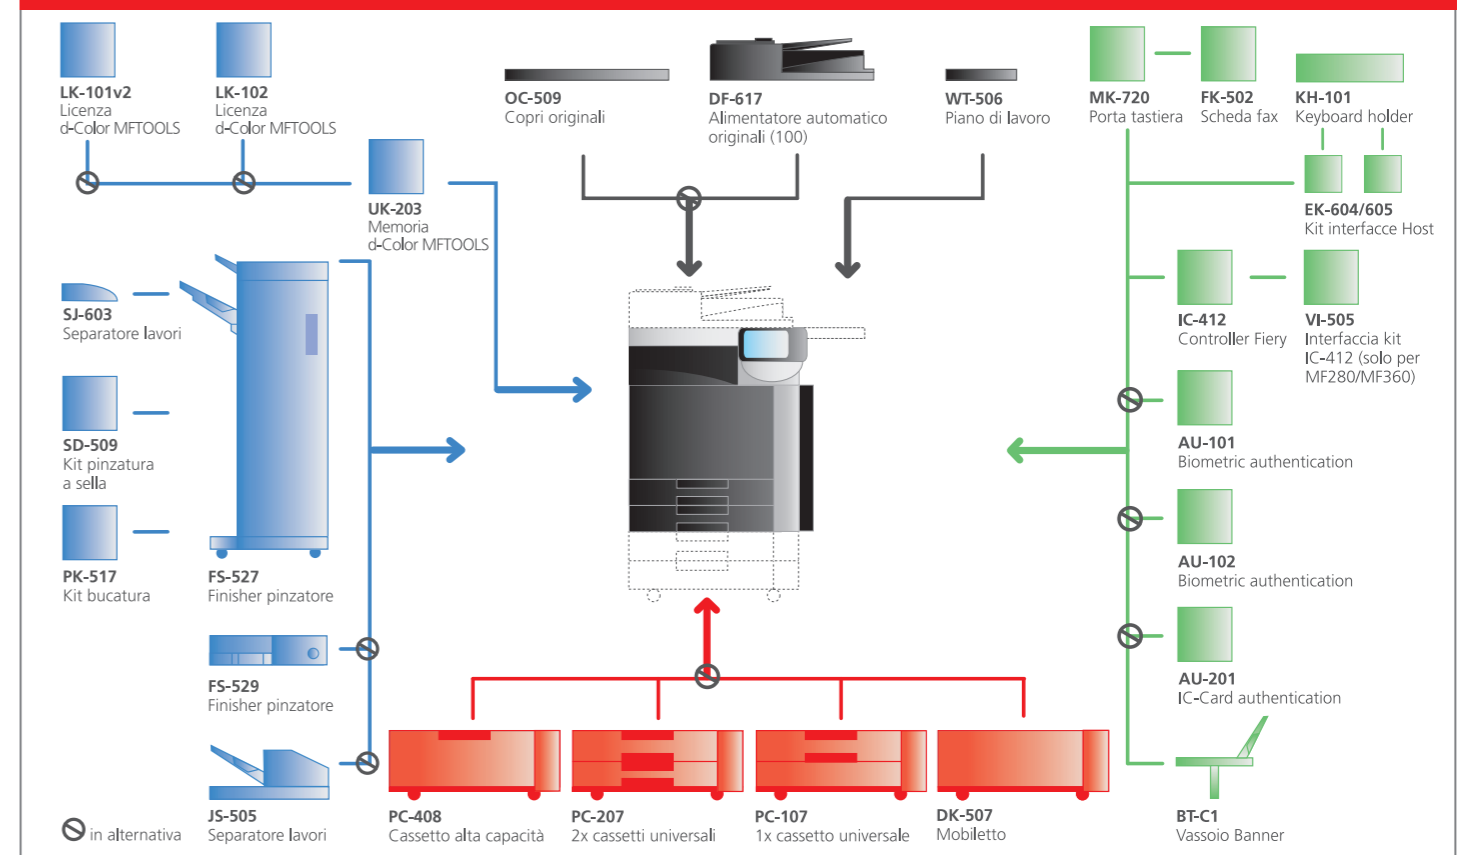 LK-101v2
Licenza
d-Color MFTOOLS
LK-102
Licenza
d-Color MFTOOLS
UK-203
Memoria
d-Color MFTOOLS
OC-509
Copri originali
DF-617
Alimentatore automatico
originali (100)
WT-506
Piano di lavoro
MK-720
Porta tastiera
FK-502
Scheda fax
KH-101
Keyboard holder
EK-604/605
Kit interfacce Host
SJ-603
Separatore lavori
SD-509
Kit pinzatura
a sella
PK-517
Kit bucatura
FS-527
Finisher pinzatore
FS-529
Finisher pinzatore
JS-505
Separatore lavori
IC-412
Controller Fiery
VI-505
Interfaccia kit
IC-412 (solo per
MF280/MF360)
AU-101
Biometric authentication
AU-102
Biometric authentication
AU-201
IC-Card authentication
BT-C1
Vassoio Banner
PC-408
Cassetto alta capacità
PC-207
2x cassetti universali
PC-107
1x cassetto universale
DK-507
Mobiletto
in alternativa